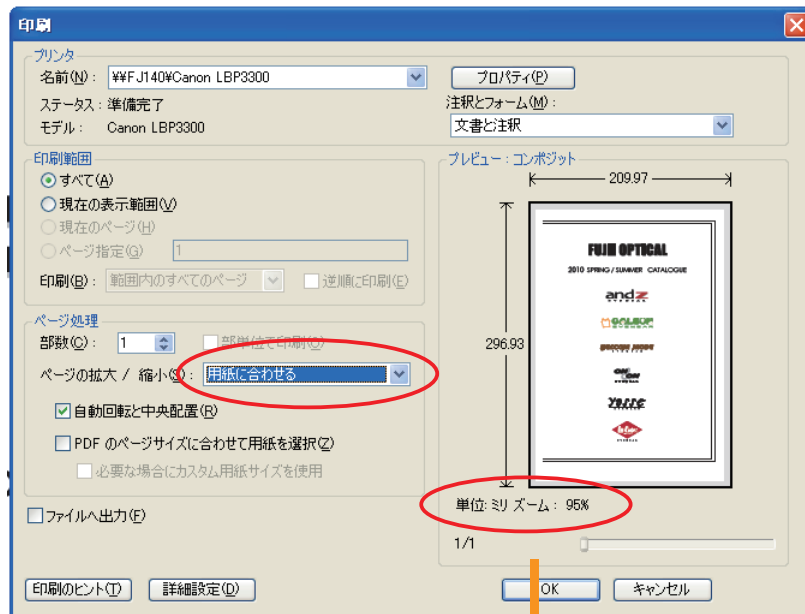 印刷
プリンタ
名前(N): ¥¥FJ140¥Canon LBP3300
プロパティ(P)
ステータス: 準備完了
注釈とフォーム(M):
モデル: Canon LBP3300
文書と注釈
印刷範囲
すべて(A)
現在の表示範囲(V)
現在のページ(H)
ページ指定(G) 1
印刷(B): 範囲内のすべてのページ 逆順に印刷(E)
ページ処理
部数(C): 1 部単位で印刷(O)
ページの拡大 / 縮小(S): 用紙に合わせる
自動回転と中央配置(R)
PDF のページサイズに合わせて用紙を選択(Z)
必要な場合にカスタム用紙サイズを使用
ファイルへ出力(F)
プレビュー: コンポジット
209.97
296.93
FUJII OPTICAL
2010 SPRING / SUMMER CATALOGUE
andz
単位: ミリ ズーム: 95%
1/1
印刷のヒント(T)
詳細設定(D)
OK
キャンセル